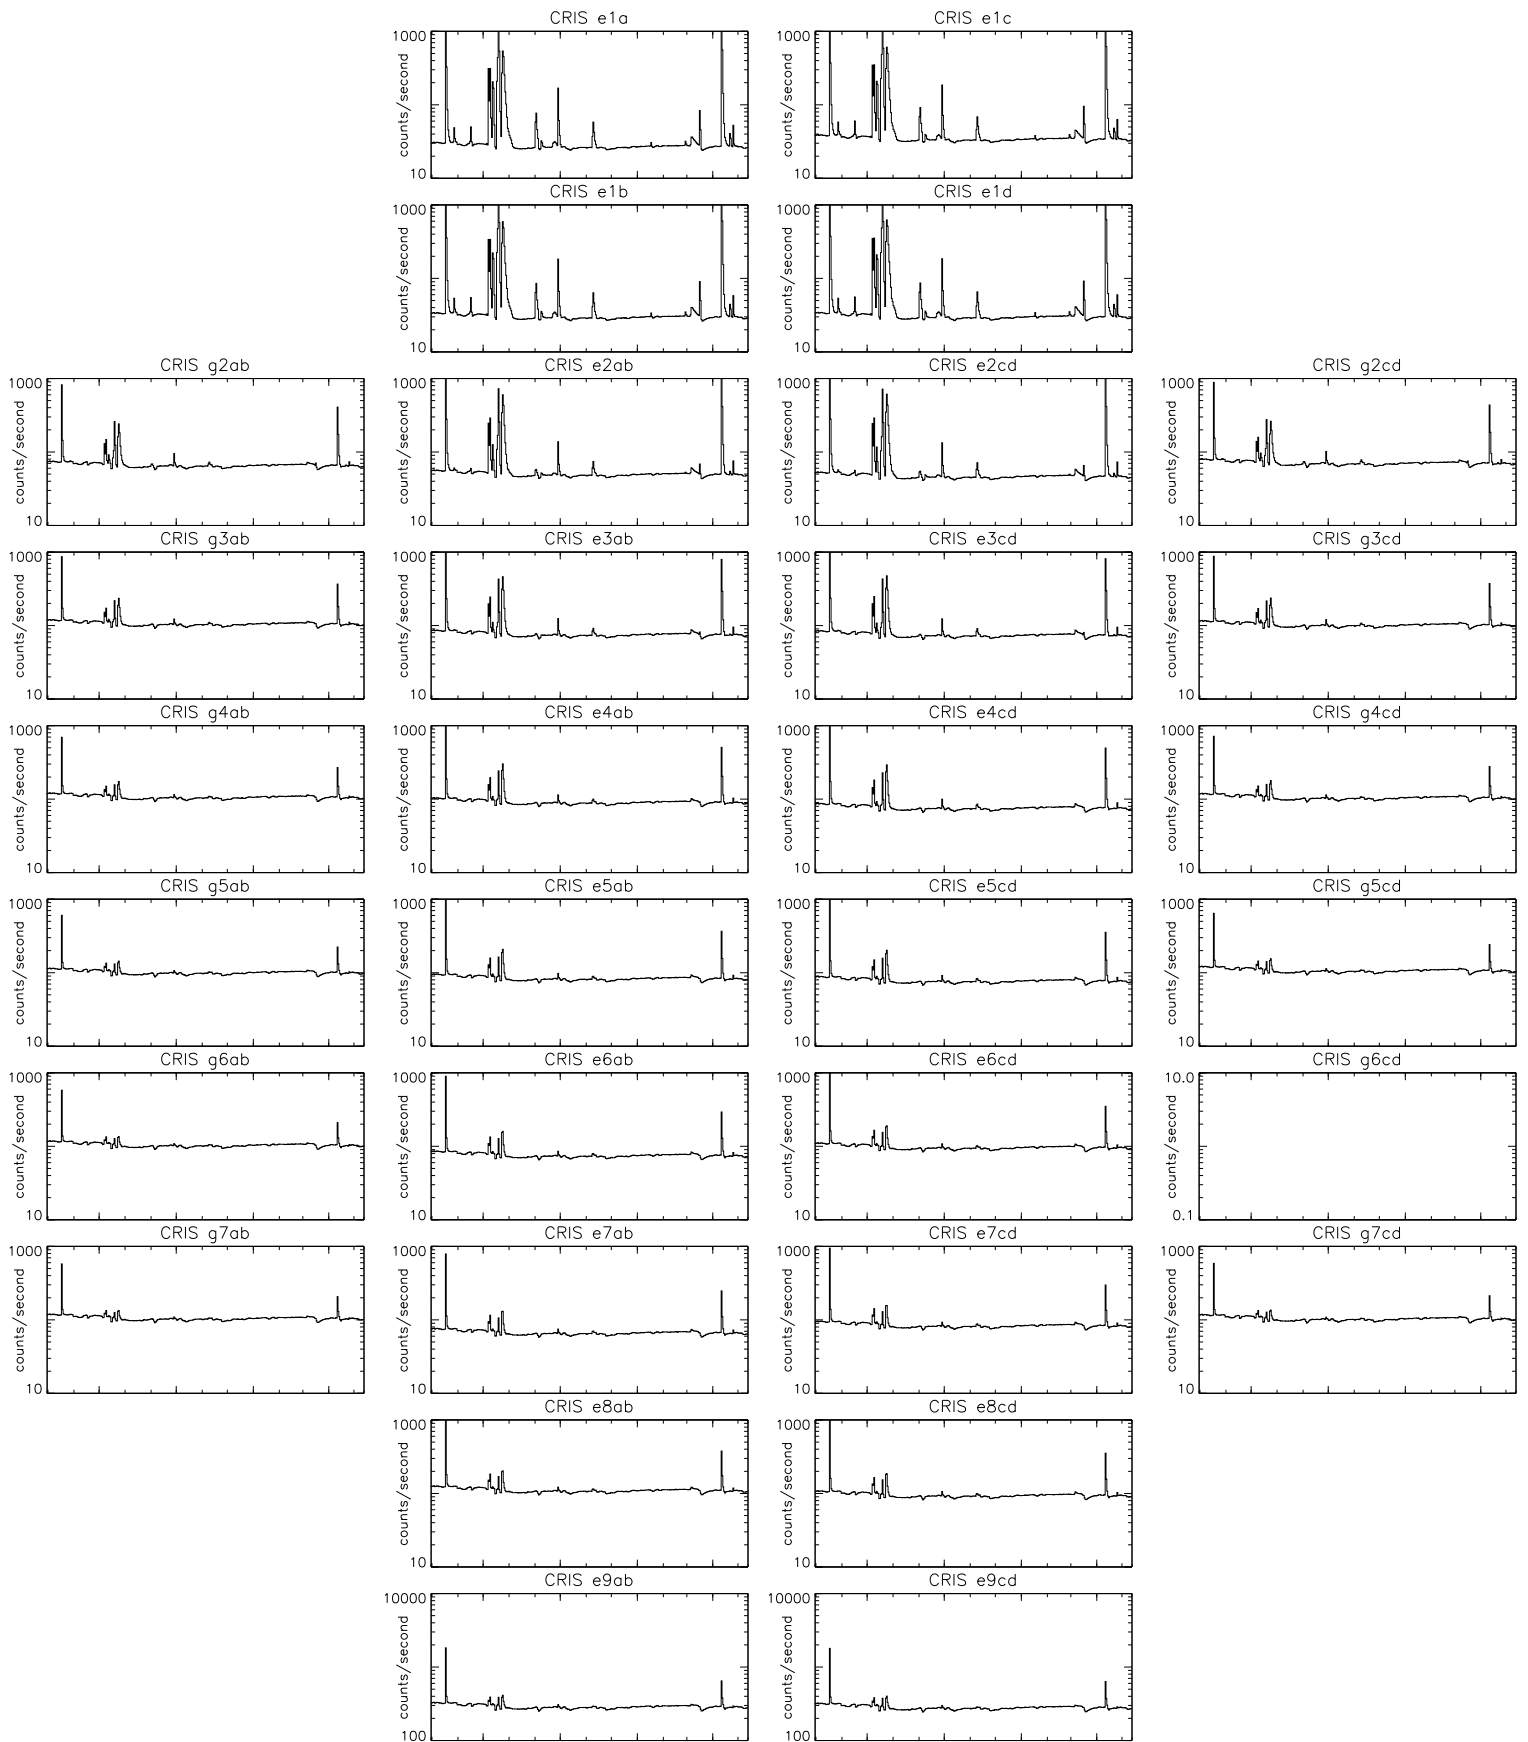 CRIS e1a
CRIS e1c
1000
counts/second
10
1000
counts/second
10
CRIS e1b
CRIS e1d
1000
counts/second
10
1000
counts/second
10
CRIS g2ab
CRIS e2ab
CRIS e2cd
CRIS g2cd
1000
counts/second
10
1000
counts/second
10
1000
counts/second
10
1000
counts/second
10
CRIS g3ab
CRIS e3ab
CRIS e3cd
CRIS g3cd
1000
counts/second
10
1000
counts/second
10
1000
counts/second
10
1000
counts/second
10
CRIS g4ab
CRIS e4ab
CRIS e4cd
CRIS g4cd
1000
counts/second
10
1000
counts/second
10
1000
counts/second
10
1000
counts/second
10
CRIS g5ab
CRIS e5ab
CRIS e5cd
CRIS g5cd
1000
counts/second
10
1000
counts/second
10
1000
counts/second
10
1000
counts/second
10
CRIS g6ab
CRIS e6ab
CRIS e6cd
CRIS g6cd
1000
counts/second
10
1000
counts/second
10
1000
counts/second
10
10.0
counts/second
0.1
CRIS g7ab
CRIS e7ab
CRIS e7cd
CRIS g7cd
1000
counts/second
10
1000
counts/second
10
1000
counts/second
10
1000
counts/second
10
CRIS e8ab
CRIS e8cd
1000
counts/second
10
1000
counts/second
10
CRIS e9ab
CRIS e9cd
10000
counts/second
100
10000
counts/second
100